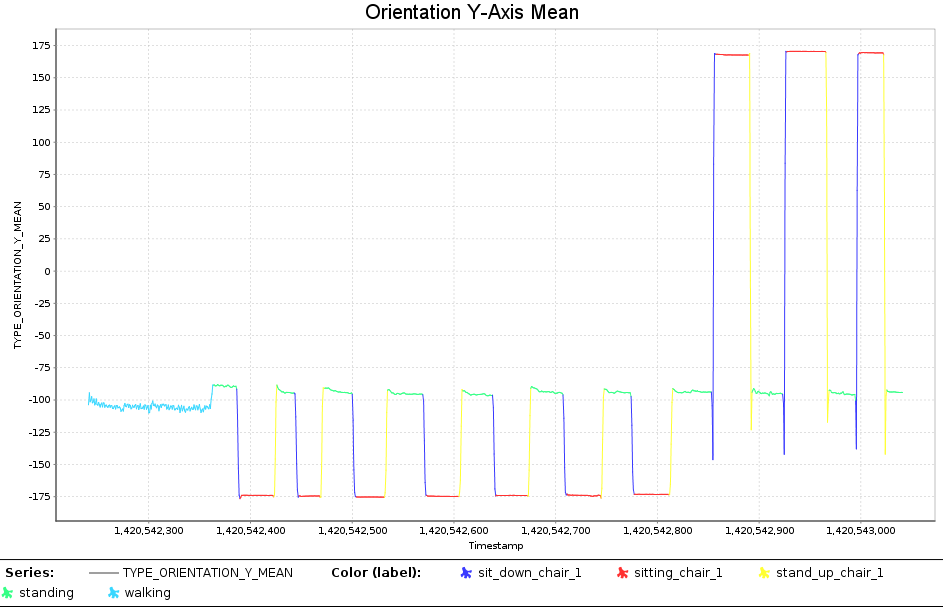 Orientation Y-Axis Mean
TYPE_ORIENTATION_Y_MEAN
175
150
125
100
75
50
25
0
-25
-50
-75
-100
-125
-150
-175
1,420,542,300 1,420,542,400 1,420,542,500 1,420,542,600 1,420,542,700 1,420,542,800 1,420,542,900 1,420,543,000
Timestamp
Series: TYPE_ORIENTATION_Y_MEAN Color (label): sit_down_chair_1 sitting_chair_1 stand_up_chair_1
standing walking